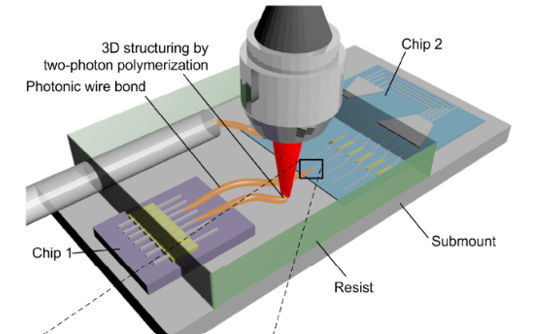 3D structuring by
two-photon polymerization
Photonic wire bond
Chip 2
Chip 1
Submount
Resist